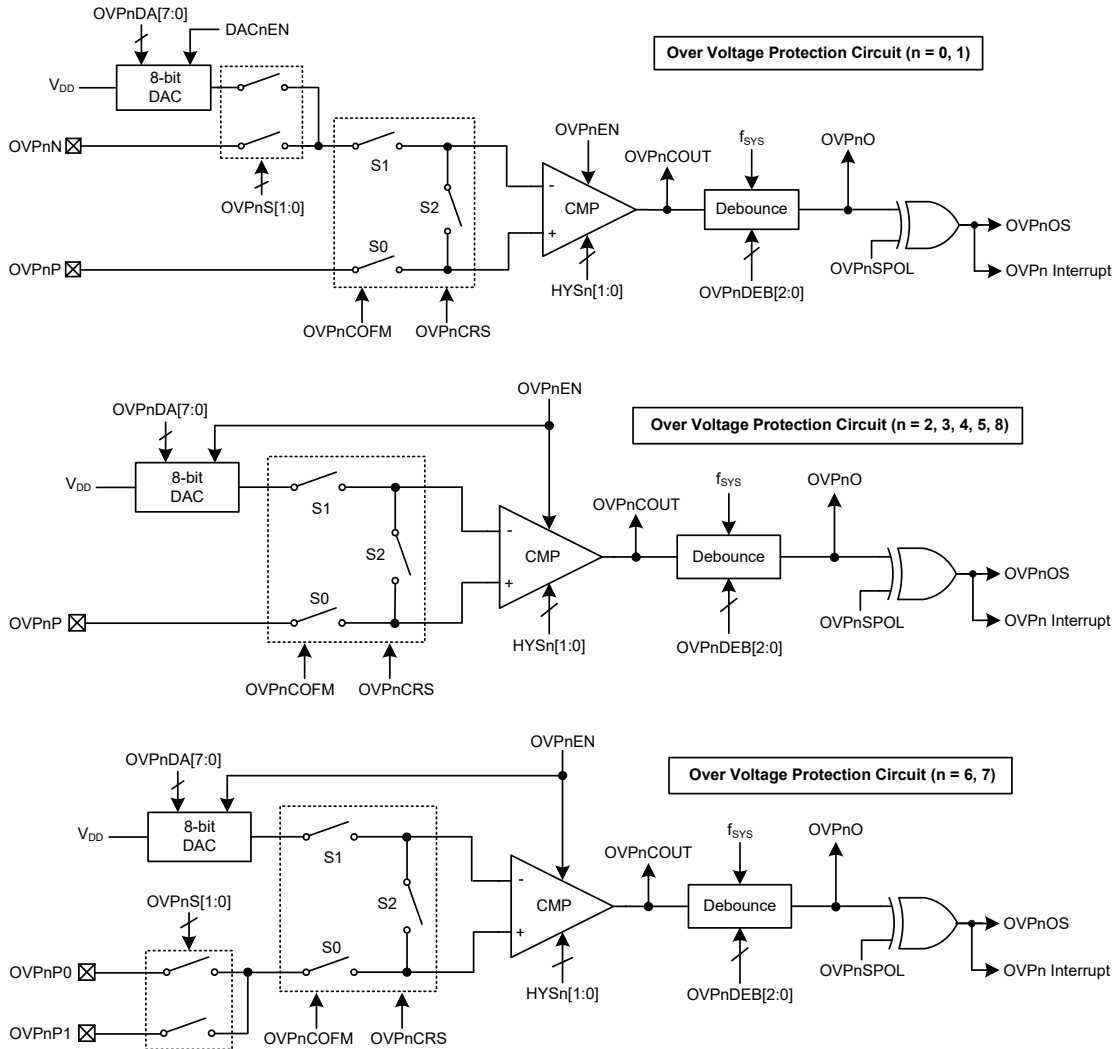 OVPnDA[7:0]
DACnEN
Over Voltage Protection Circuit (n = 0, 1)
VDD
8-bit
DAC
OVPnN
OVPnS[1:0]
S1
S2
S0
OVPnP
OVPnCOFM
OVPnCRS
OVPnEN
-
CMP
+
HYSn[1:0]
OVPnCOUT
fSYS
Debounce
OVPnDEB[2:0]
OVPnO
OVPnSPOL
OVPnOS
OVPn Interrupt
OVPnEN
OVPnDA[7:0]
Over Voltage Protection Circuit (n = 2, 3, 4, 5, 8)
VDD
8-bit
DAC
S1
S2
S0
OVPnP
OVPnCOFM
OVPnCRS
-
CMP
+
HYSn[1:0]
OVPnCOUT
fSYS
Debounce
OVPnDEB[2:0]
OVPnO
OVPnSPOL
OVPnOS
OVPn Interrupt
OVPnEN
OVPnDA[7:0]
Over Voltage Protection Circuit (n = 6, 7)
VDD
8-bit
DAC
OVPnS[1:0]
S1
S2
S0
OVPnP0
OVPnP1
OVPnCOFM
OVPnCRS
-
CMP
+
HYSn[1:0]
OVPnCOUT
fSYS
Debounce
OVPnDEB[2:0]
OVPnO
OVPnSPOL
OVPnOS
OVPn Interrupt